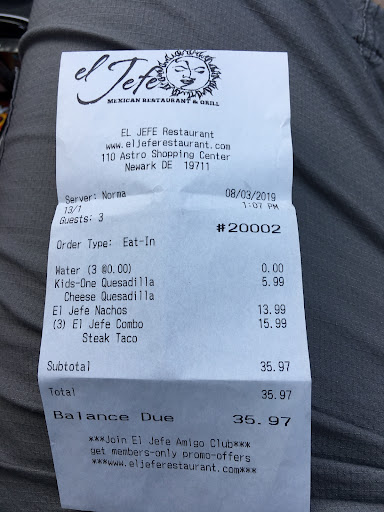 el Jefe
MEXICAN RESTAURANT & GRILL
EL JEFE Restaurant
www.eljeferestaurant.com
110 Astro Shopping Center
Newark DE 19711
Server: Norma 08/03/2019
13/1 1:07 PM
Guests: 3
#20002
Order Type: Eat-In
Water (3 @0.00) 0.00
Kids-One Quesadilla 5.99
Cheese Quesadilla
El Jefe Nachos 13.99
(3) El Jefe Combo 15.99
Steak Taco
Subtotal 35.97
Total 35.97
Balance Due 35.97
***Join El Jefe Amigo Club***
get members-only promo-offers
***www.eljeferestaurant.com***